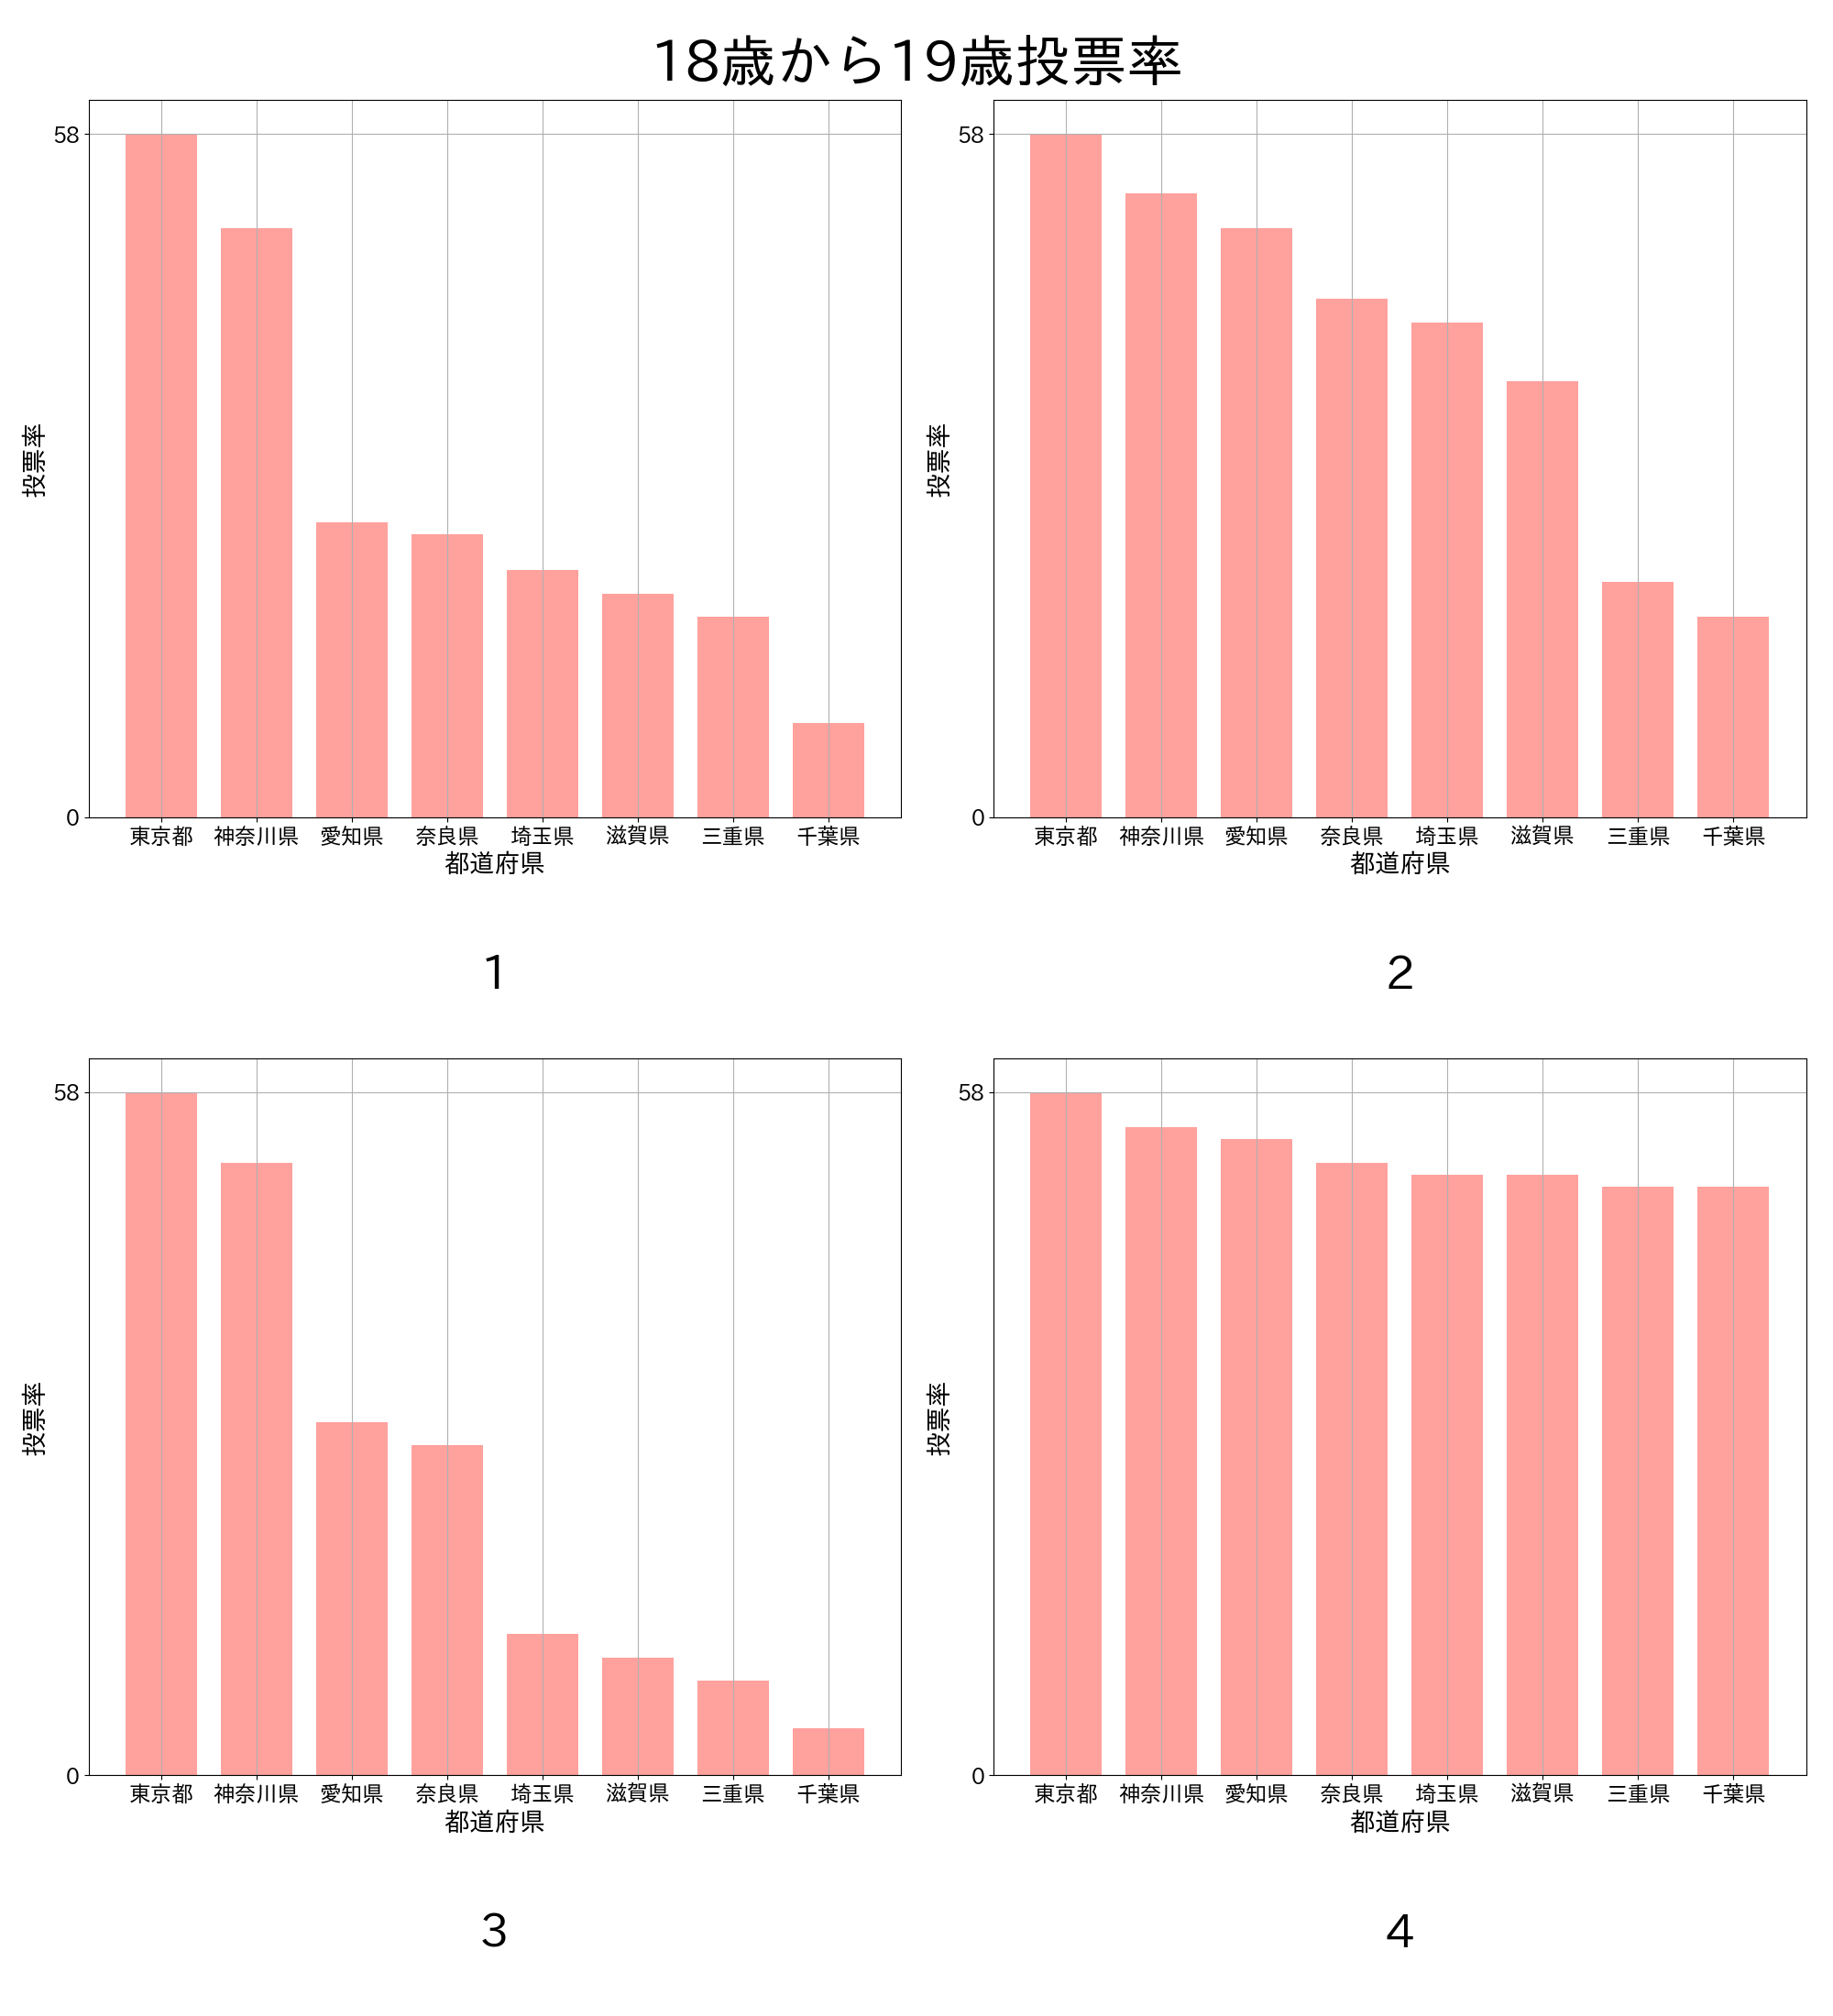 18歳から19歳投票率
58
0
投票率
東京都 神奈川県 愛知県 奈良県 埼玉県 滋賀県 三重県 千葉県
都道府県
1
58
0
投票率
東京都 神奈川県 愛知県 奈良県 埼玉県 滋賀県 三重県 千葉県
都道府県
2
58
0
投票率
東京都 神奈川県 愛知県 奈良県 埼玉県 滋賀県 三重県 千葉県
都道府県
3
58
0
投票率
東京都 神奈川県 愛知県 奈良県 埼玉県 滋賀県 三重県 千葉県
都道府県
4